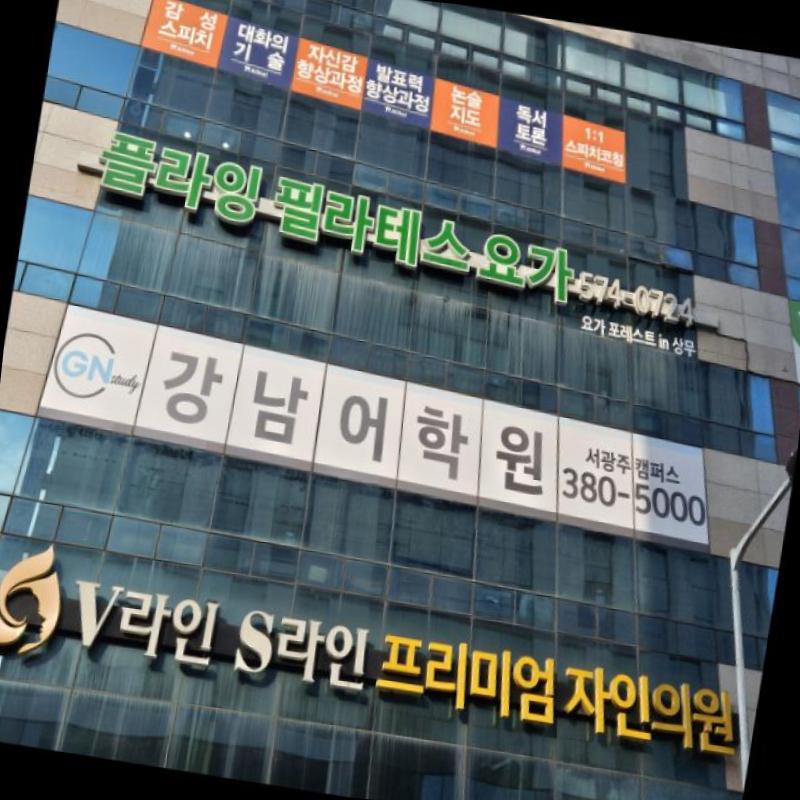 감성 스피치
대화의 기술
자신감 향상과정
발표력 향상과정
논술 지도
독서 토론
1:1 스피치코칭
플라잉 필라테스 요가 574-0724
요가 포레스트 in 상무
GN study 강남어학원 서광주 캠퍼스
380-5000
V라인 S라인 프리미엄 자인의원